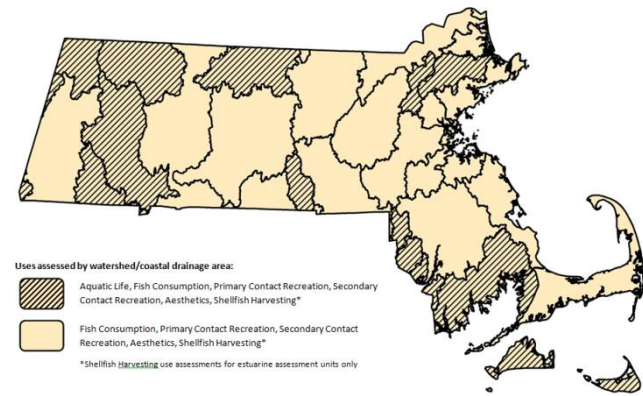 Uses assessed by watershed/coastal drainage area:
Aquatic Life, Fish Consumption, Primary Contact Recreation, Secondary
Contact Recreation, Aesthetics, Shellfish Harvesting*
Fish Consumption, Primary Contact Recreation, Secondary Contact
Recreation, Aesthetics, Shellfish Harvesting*
*Shellfish Harvesting use assessments for estuarine assessment units only